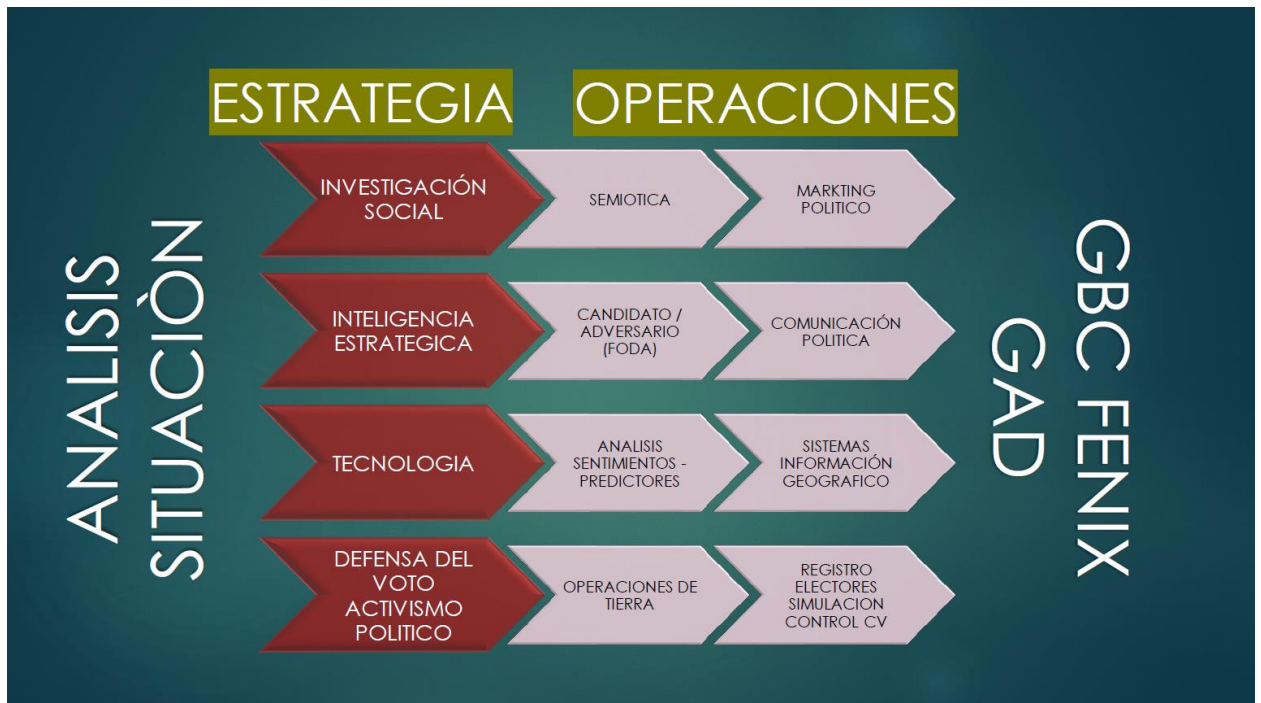 ESTRATEGIA
OPERACIONES
ANALISIS
SITUACIÒN
INVESTIGACIÓN
SOCIAL
SEMIOTICA
MARKTING
POLITICO
INTELIGENCIA
ESTRATEGICA
CANDIDATO /
ADVERSARIO
(FODA)
COMUNICACIÓN
POLITICA
TECNOLOGIA
ANALISIS
SENTIMIENTOS -
PREDICTORES
SISTEMAS
INFORMACIÓN
GEOGRAFICO
DEFENSA DEL
VOTO
ACTIVISMO
POLITICO
OPERACIONES DE
TIERRA
REGISTRO
ELECTORES
SIMULACION
CONTROL CV
GBC FENIX
GAD